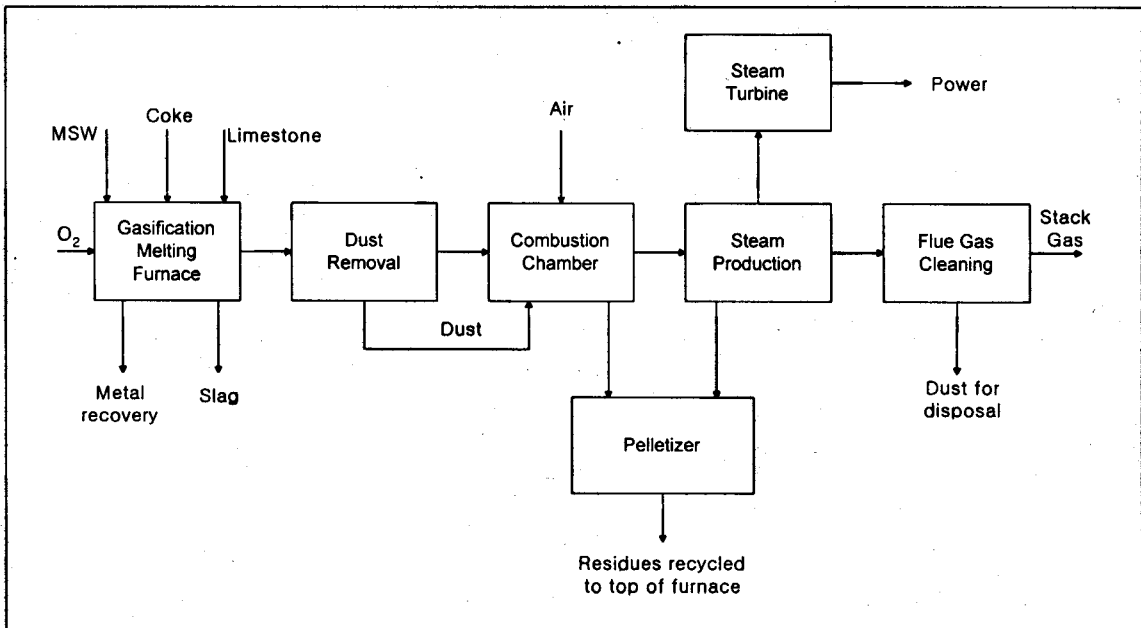 Steam
Turbine
Power
Air
Coke
MSW
Limestone
O₂
Gasification
Melting
Furnace
Dust
Removal
Combustion
Chamber
Steam
Production
Flue Gas
Cleaning
Stack
Gas
Dust
Metal
recovery
Slag
Pelletizer
Dust for
disposal
Residues recycled
to top of furnace